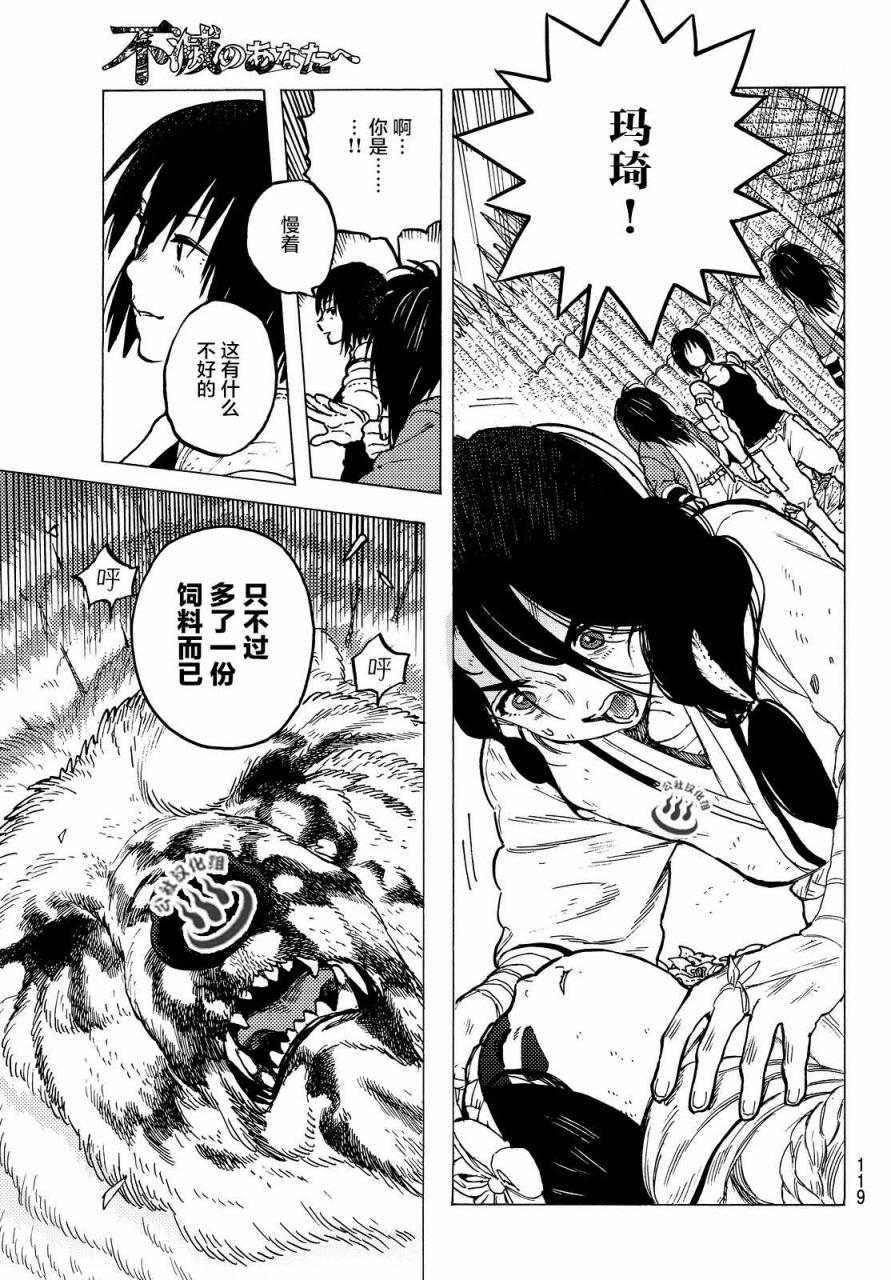 不滅のあなたへ
玛琦！
啊…
你是……
…!!
慢着
这有什么
不好的
只不过
多了一份
饲料而已
呼
呼
公社汉化组
公社汉化组
119